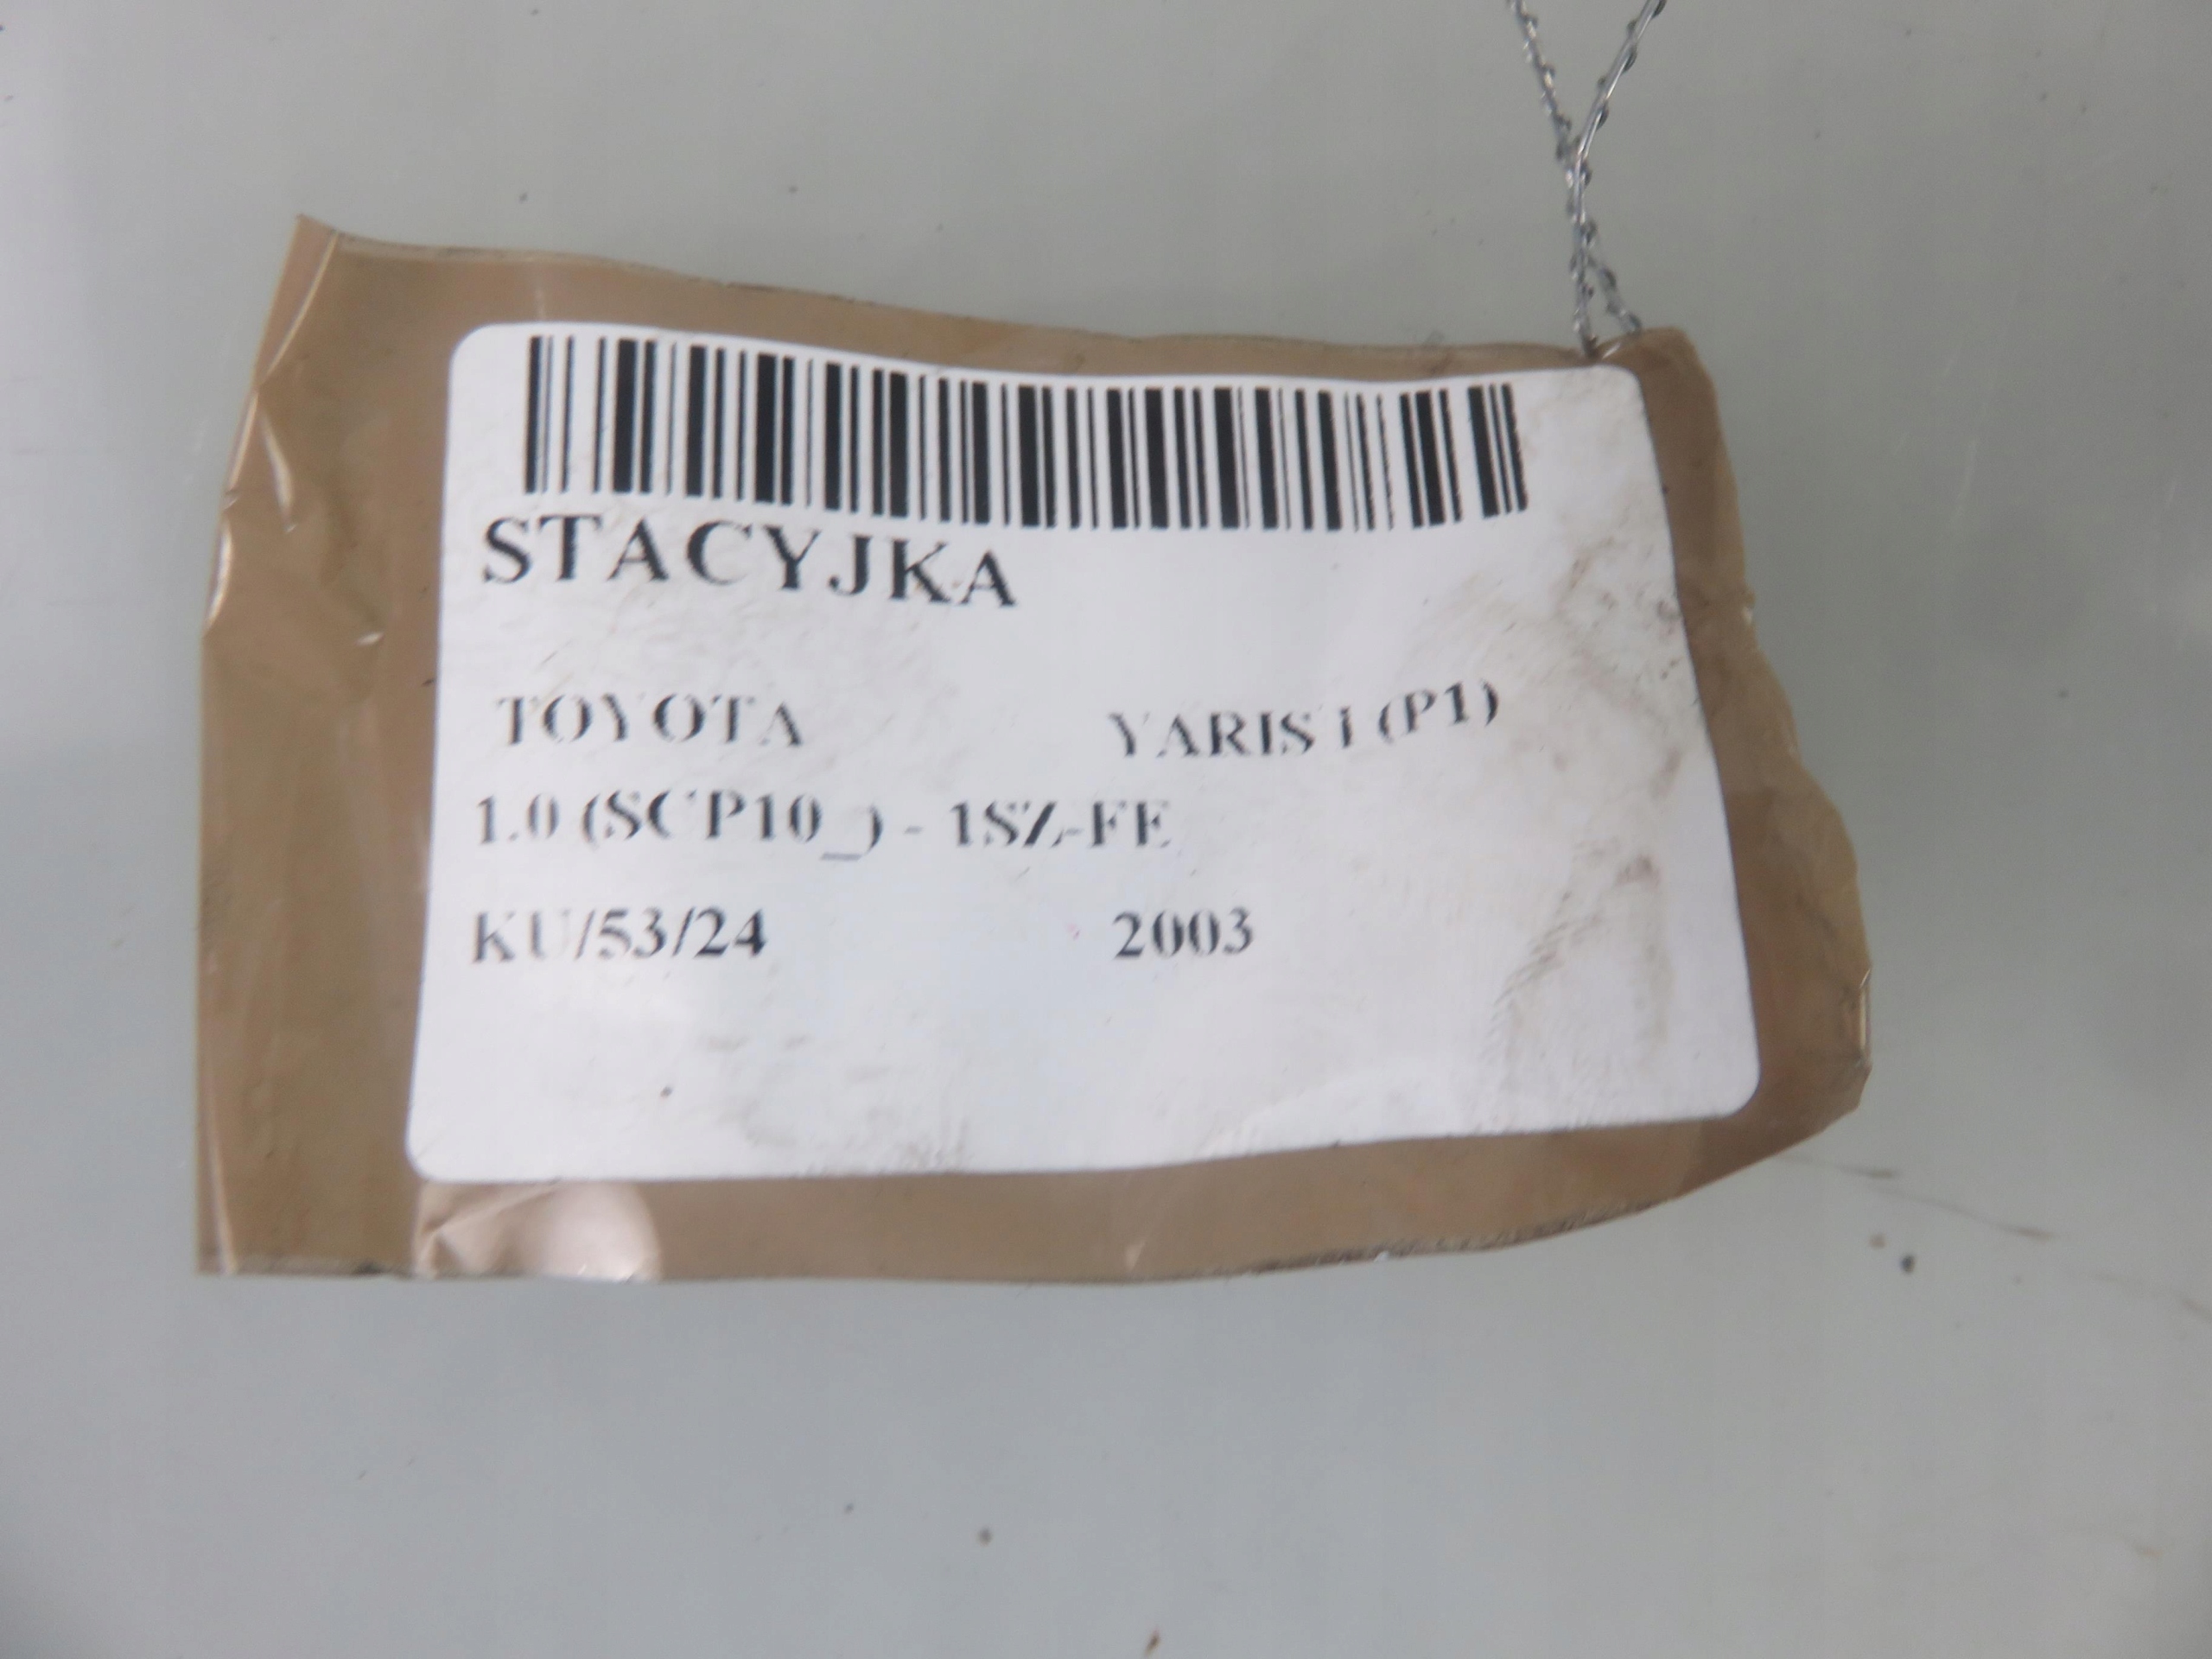 STACYJKA
TOYOTA YARIS I (P1)
1.0 (SCP10_) - 1SZ-FE
KU/53/24 2003